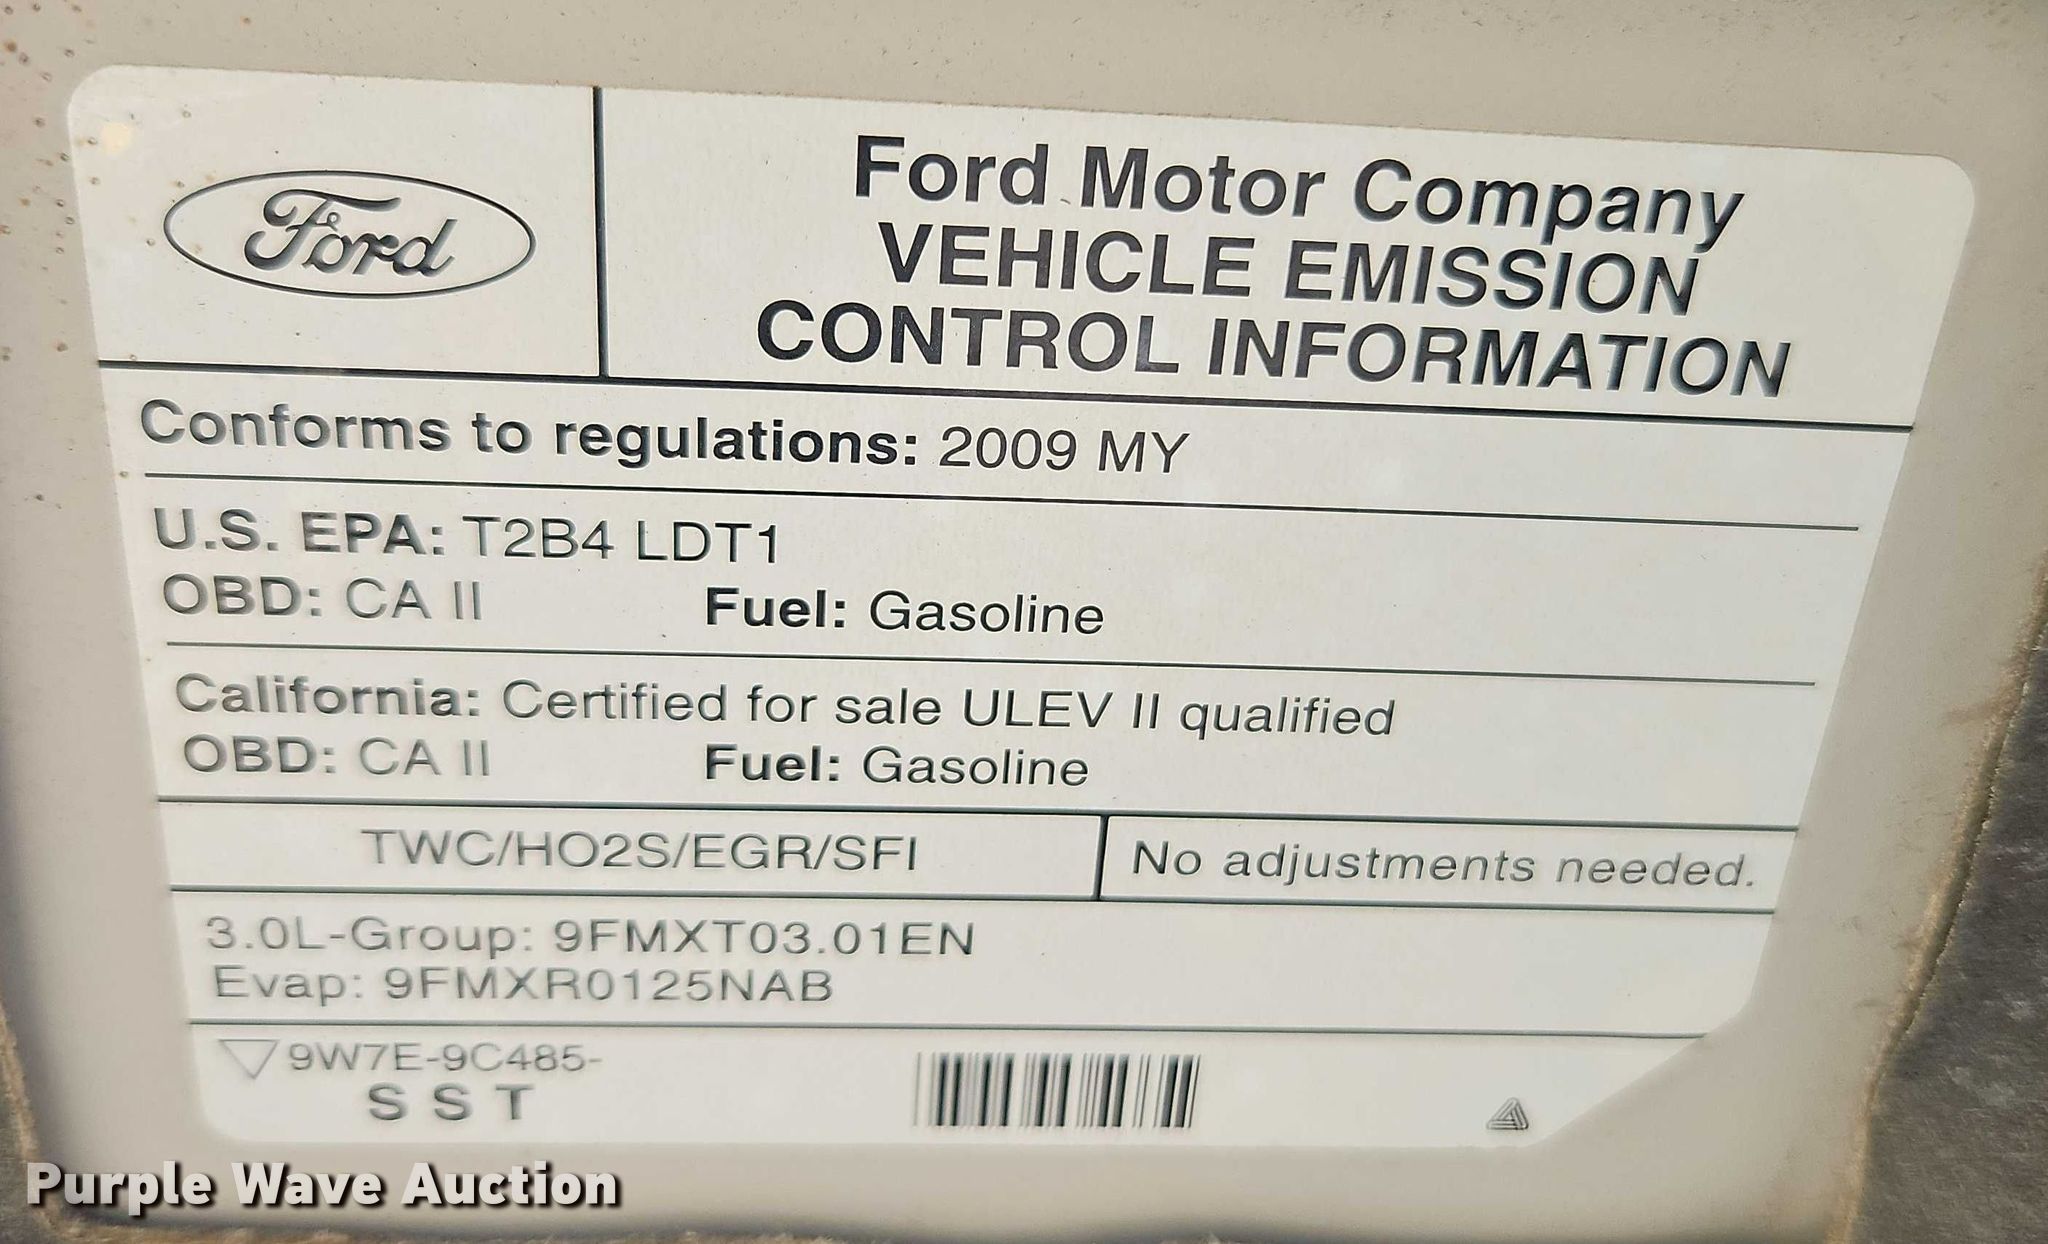 Ford
Ford Motor Company
VEHICLE EMISSION
CONTROL INFORMATION
Conforms to regulations: 2009 MY
U.S. EPA: T2B4 LDT1
OBD: CA II Fuel: Gasoline
California: Certified for sale ULEV II qualified
OBD: CA II Fuel: Gasoline
TWC/HO2S/EGR/SFI
No adjustments needed.
3.0L-Group: 9FMXT03.01EN
Evap: 9FMXR0125NAB
9W7E-9C485-
S S T
Purple Wave Auction